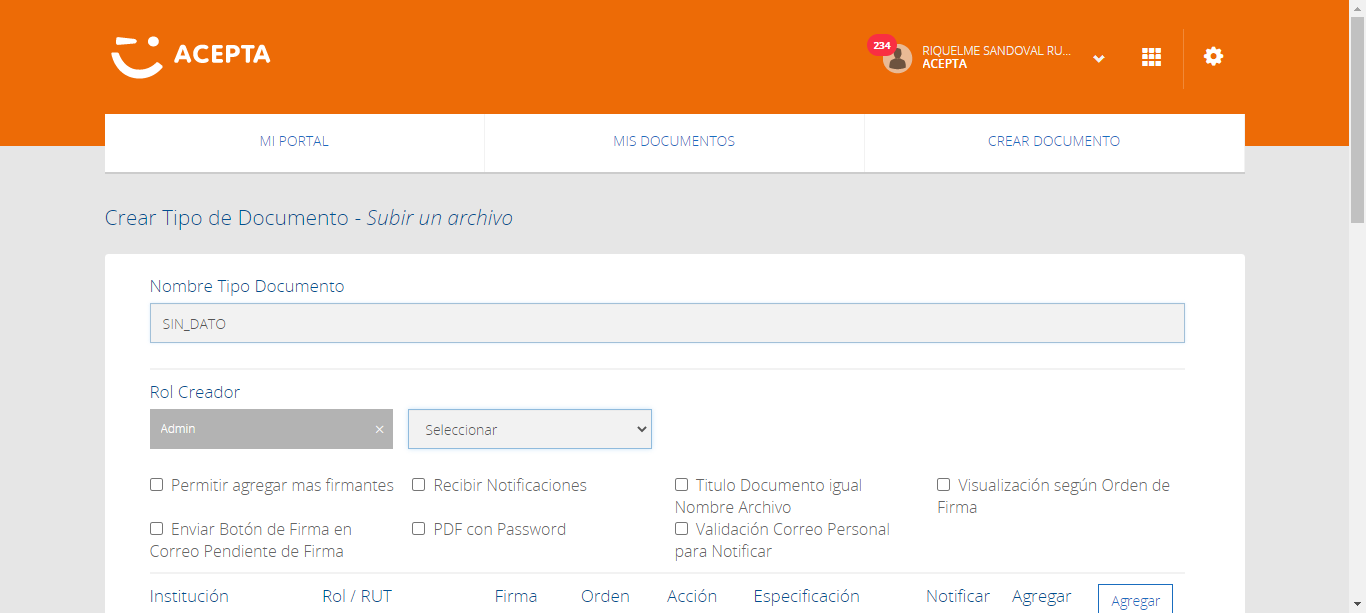 ACEPTA
234
RIQUELME SANDOVAL RU...
ACEPTA
MI PORTAL
MIS DOCUMENTOS
CREAR DOCUMENTO
Crear Tipo de Documento - Subir un archivo
Nombre Tipo Documento
SIN_DATO
Rol Creador
Admin ×
Seleccionar
Permitir agregar mas firmantes
Recibir Notificaciones
Titulo Documento igual
Nombre Archivo
Visualización según Orden de
Firma
Enviar Botón de Firma en
Correo Pendiente de Firma
PDF con Password
Validación Correo Personal
para Notificar
Institución
Rol / RUT
Firma
Orden
Acción
Especificación
Notificar
Agregar
Agregar